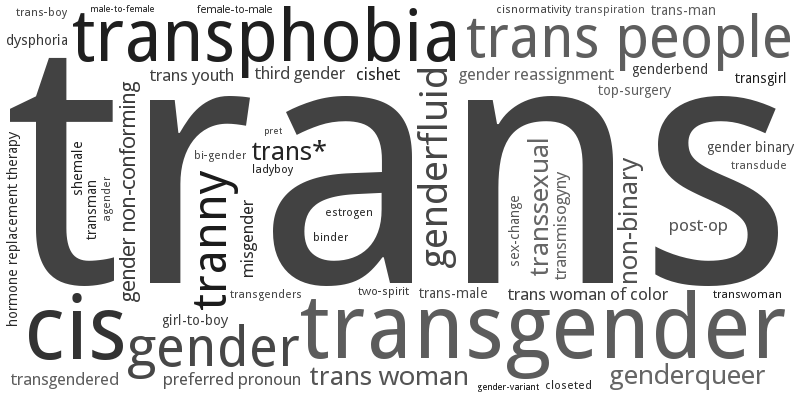 trans-boy
male-to-female
female-to-male
cisnormativity
transpiration
trans-man
dysphoria
transphobia
trans people
trans youth
third gender
cishet
gender reassignment
genderbend
transgirl
top-surgery
trans
hormone replacement therapy
gender non-conforming
shemale
transman
agender
bi-gender
pret
trans*
ladyboy
genderfluid
tranny
misgender
estrogen
binder
sex-change
transsexual
transmisogyny
non-binary
gender binary
transdude
post-op
transgenders
two-spirit
trans-male
trans woman of color
transwoman
cis
girl-to-boy
gender
transgender
transgendered
preferred pronoun
trans woman
gender-variant
closeted
genderqueer